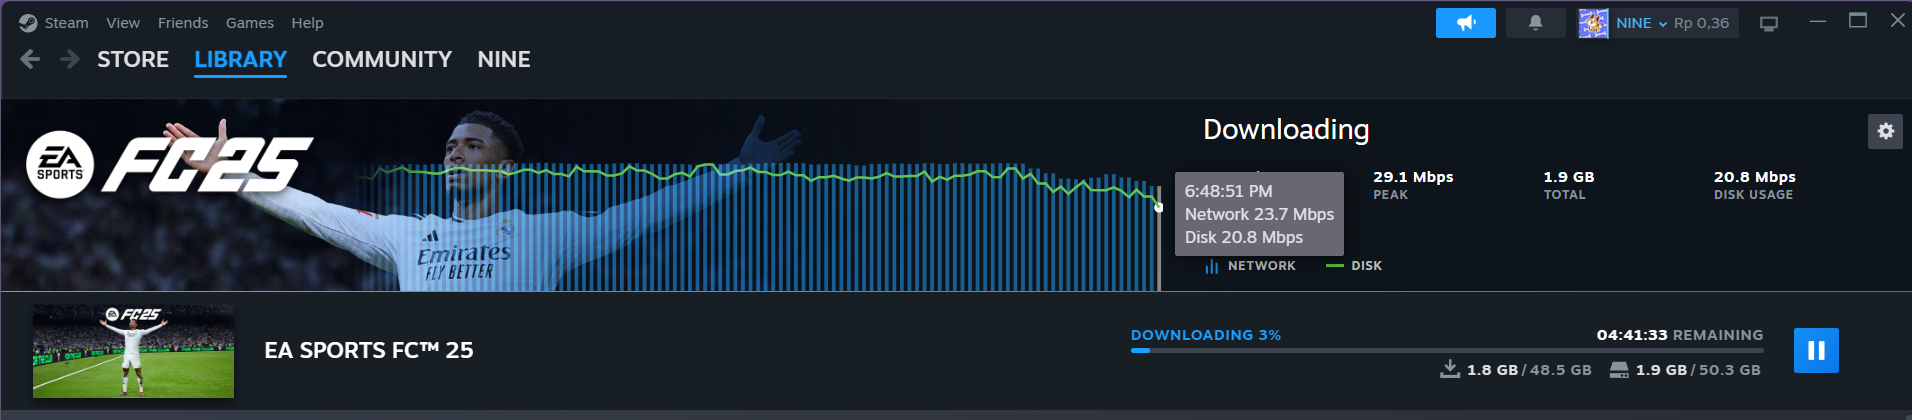 Steam View Friends Games Help
NINE Rp 0,36
STORE LIBRARY COMMUNITY NINE
EA
SPORTS
FC25
Emirates
FLY BETTER
Downloading
29.1 Mbps
PEAK
1.9 GB
TOTAL
20.8 Mbps
DISK USAGE
6:48:51 PM
Network 23.7 Mbps
Disk 20.8 Mbps
NETWORK DISK
FC25
EA SPORTS FC™ 25
DOWNLOADING 3%
04:41:33 REMAINING
1.8 GB / 48.5 GB 1.9 GB / 50.3 GB